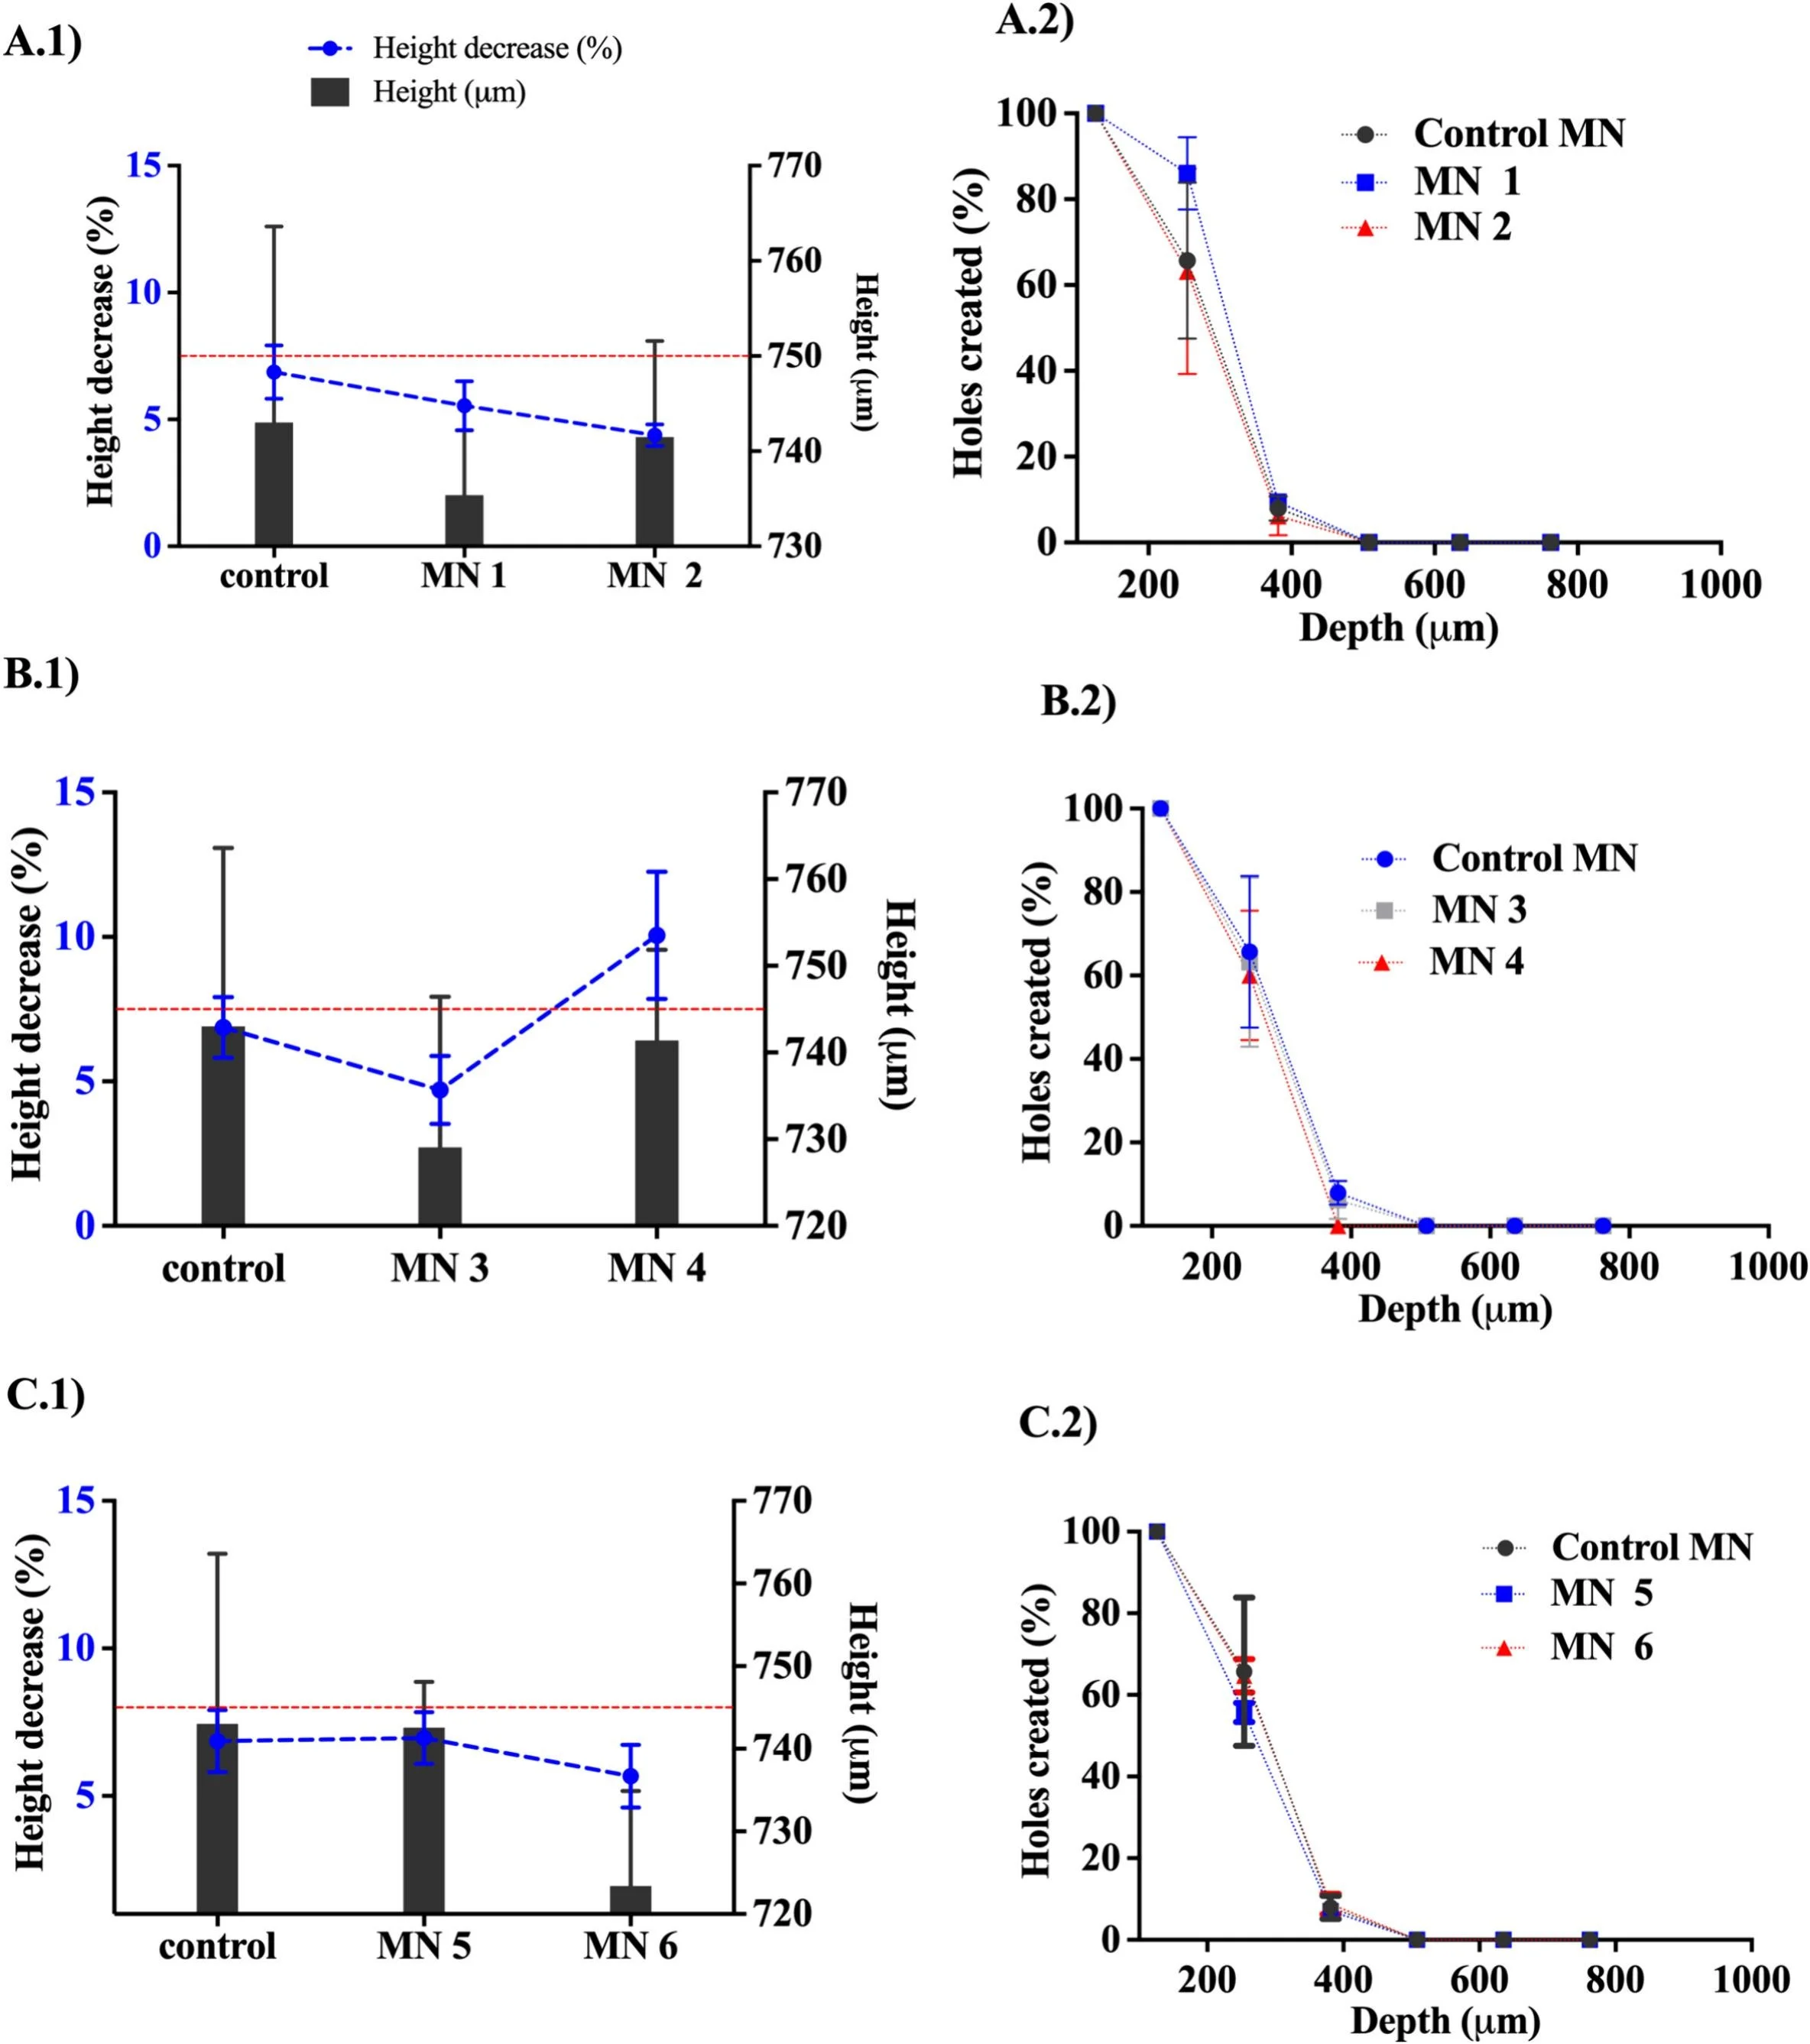 A.1)
Height decrease (%)
Height (μm)
15
10
5
0
Height decrease (%)
770
760
750
740
730
Height (μm)
control MN 1 MN 2
A.2)
100
80
60
40
20
0
Holes created (%)
Control MN
MN 1
MN 2
200 400 600 800 1000
Depth (μm)
B.1)
15
10
5
0
Height decrease (%)
770
760
750
740
730
720
Height (μm)
control MN 3 MN 4
B.2)
100
80
60
40
20
0
Holes created (%)
Control MN
MN 3
MN 4
200 400 600 800 1000
Depth (μm)
C.1)
15
10
5
Height decrease (%)
770
760
750
740
730
720
Height (μm)
control MN 5 MN 6
C.2)
100
80
60
40
20
0
Holes created (%)
Control MN
MN 5
MN 6
200 400 600 800 1000
Depth (μm)